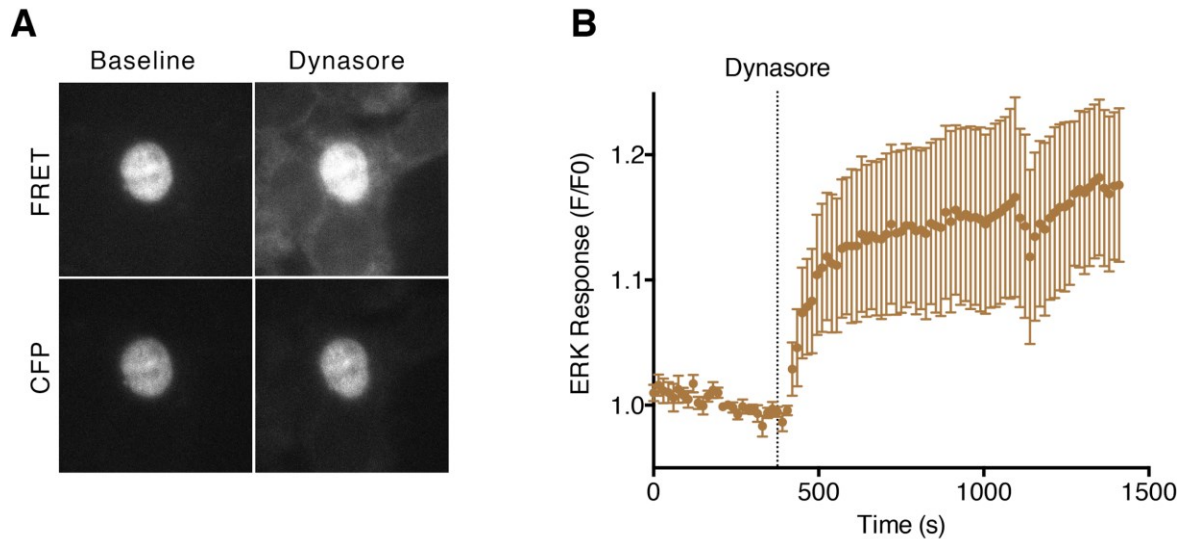 A
Baseline
Dynasore
FRET
CFP
B
Dynasore
ERK Response (F/F0)
1.2
1.1
1.0
0
500
1000
1500
Time (s)